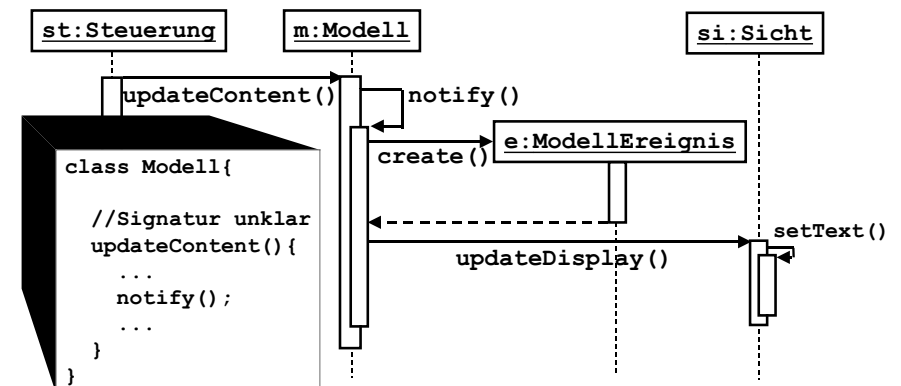 st:Steuerung
m:Modell
si:Sicht
updateContent()
notify()
create()
e:ModellEreignis
class Modell{
//Signatur unklar
updateContent(){
...
notify();
...
}
}
setText()
updateDisplay()